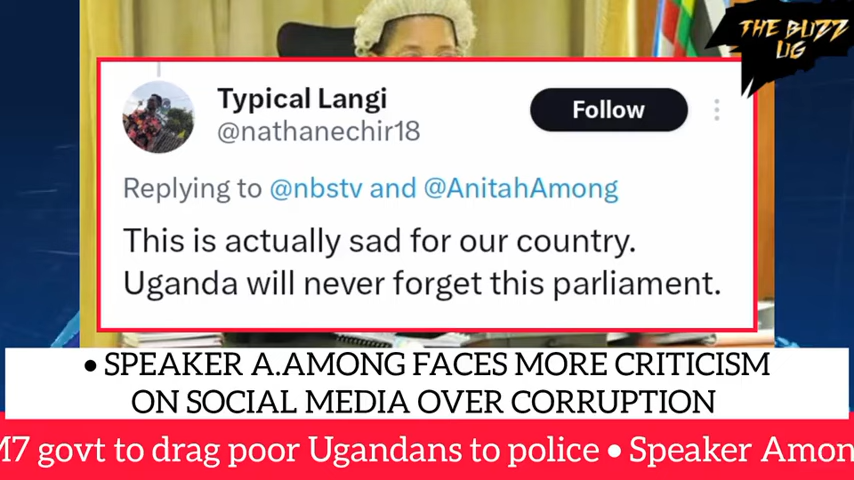 THE BUZZ
UG
Typical Langi
@nathanechir18
Follow
Replying to @nbstv and @AnitahAmong
This is actually sad for our country.
Uganda will never forget this parliament.
• SPEAKER A.AMONG FACES MORE CRITICISM
ON SOCIAL MEDIA OVER CORRUPTION
M7 govt to drag poor Ugandans to police • Speaker Amon